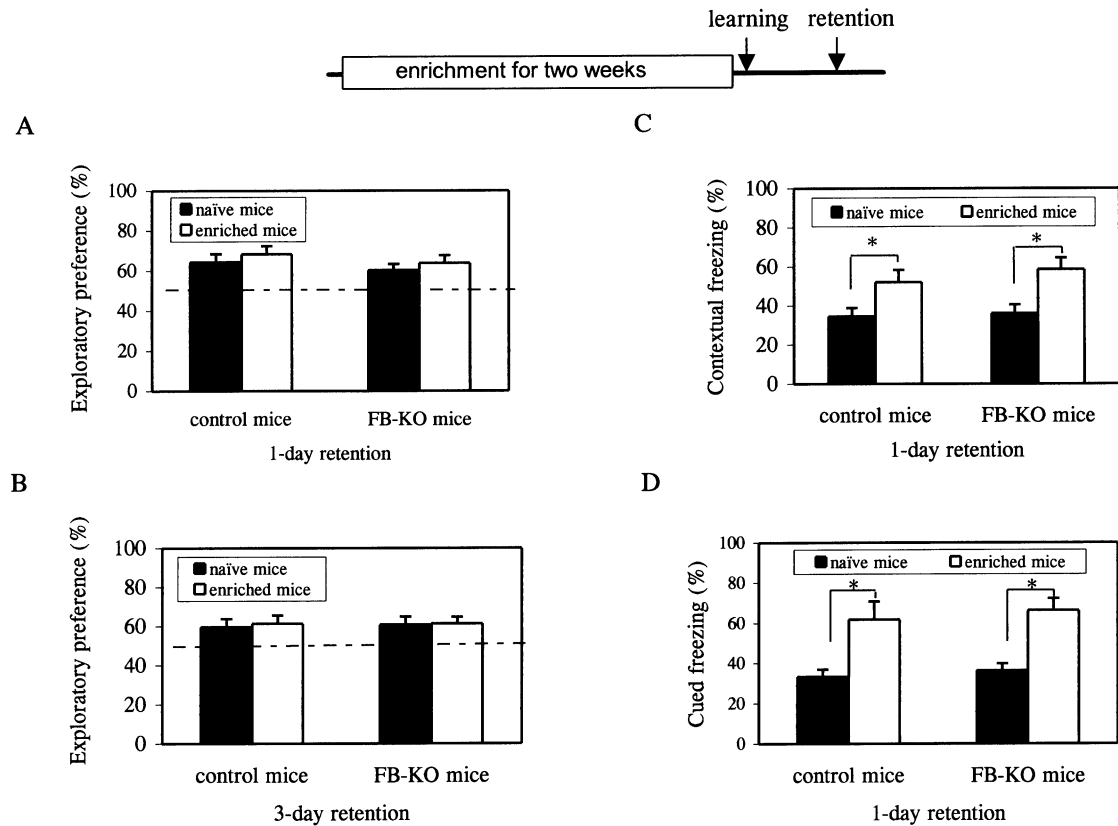 learning retention
enrichment for two weeks
A
Exploratory preference (%)
100
80
60
40
20
0
naïve mice
enriched mice
control mice FB-KO mice
1-day retention
B
Exploratory preference (%)
100
80
60
40
20
0
naïve mice
enriched mice
control mice FB-KO mice
3-day retention
C
Contextual freezing (%)
100
80
60
40
20
0
naïve mice enriched mice
* *
control mice FB-KO mice
1-day retention
D
Cued freezing (%)
100
80
60
40
20
0
naïve mice enriched mice
* *
control mice FB-KO mice
1-day retention